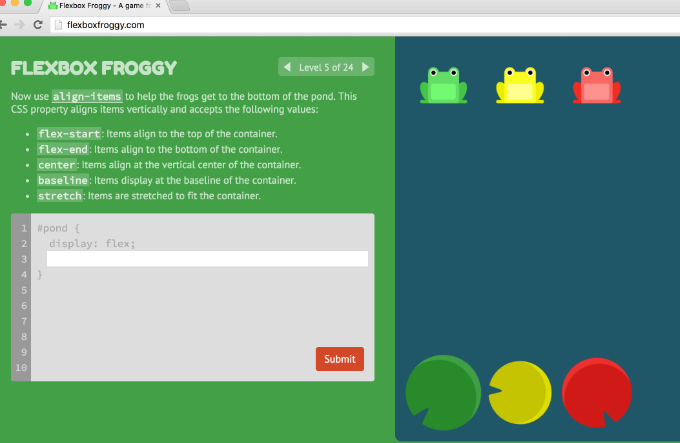 Flexbox Froggy - A game
flexboxfroggy.com
FLEXBOX FROGGY
Level 5 of 24
Now use align-items to help the frogs get to the bottom of the pond. This
CSS property aligns items vertically and accepts the following values:
• flex-start: Items align to the top of the container.
• flex-end: Items align to the bottom of the container.
• center: Items align at the vertical center of the container.
• baseline: Items display at the baseline of the container.
• stretch: Items are stretched to fit the container.
1 #pond {
2 display: flex;
3
4 }
5
6
7
8
9
10
Submit